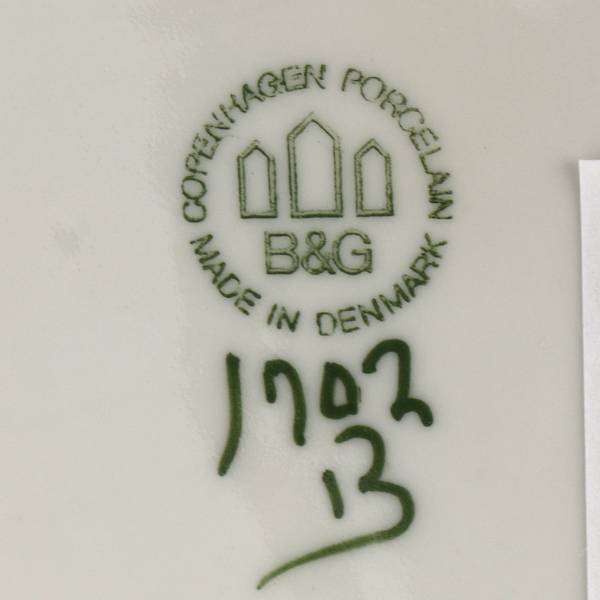 COPENHAGEN PORCELAIN
B&G
MADE IN DENMARK
1702
13